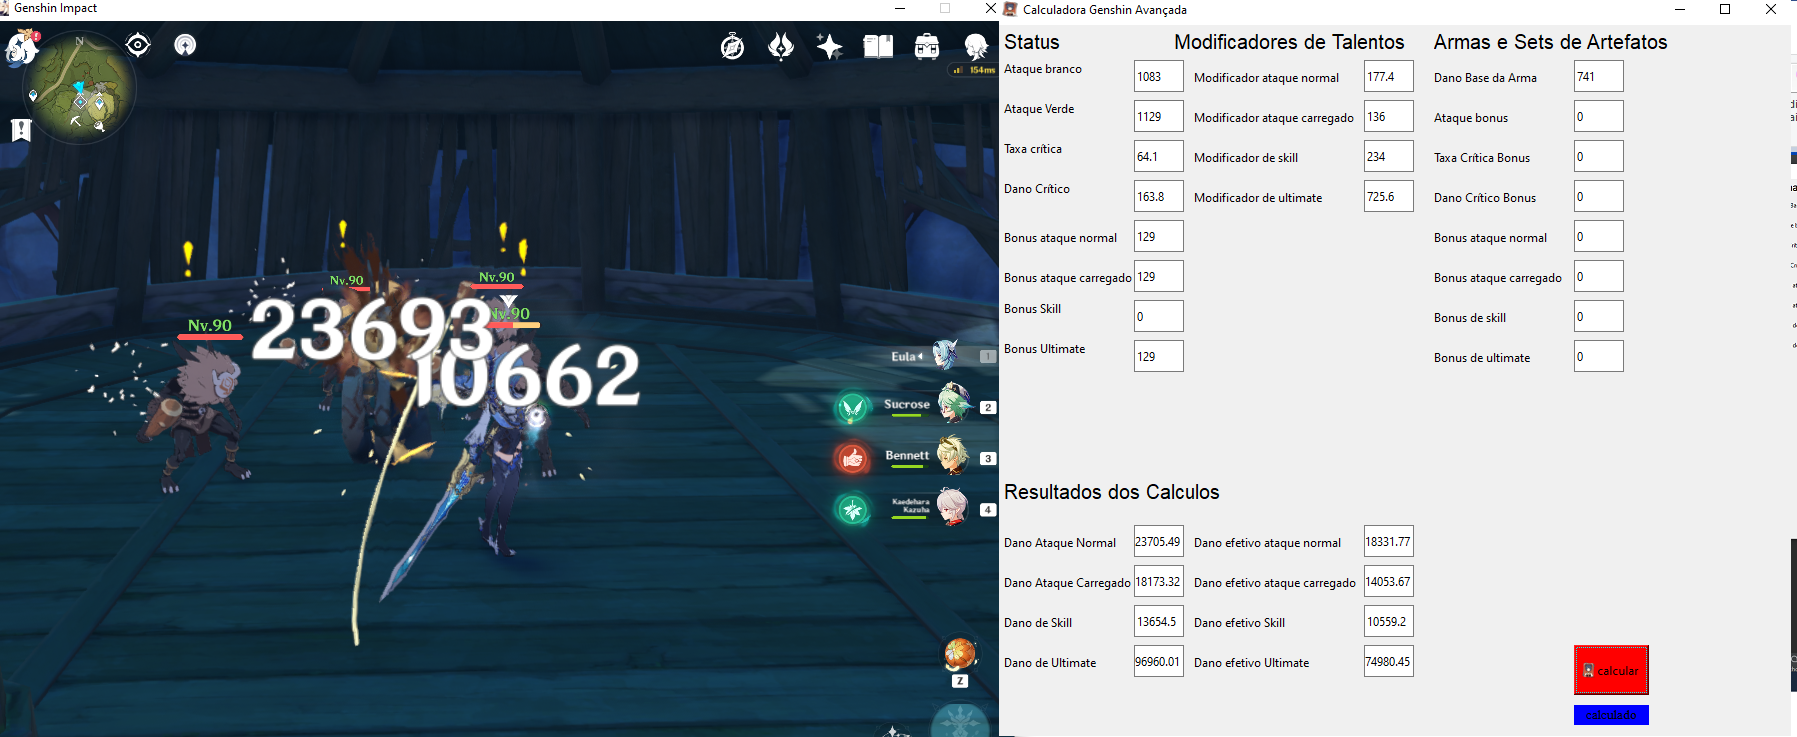 Genshin Impact
N
154ms
Nv.90
Nv.90
Nv.90
Nv.90
23693
10662
Eula
1
Sucrose
2
Bennett
3
Kaedehara
Kazuha
4
Z
Calculadora Genshin Avançada
Status
Modificadores de Talentos
Armas e Sets de Artefatos
Ataque branco 1083 Modificador ataque normal 177.4 Dano Base da Arma 741
Ataque Verde 1129 Modificador ataque carregado 136 Ataque bonus 0
Taxa crítica 64.1 Modificador de skill 234 Taxa Crítica Bonus 0
Dano Crítico 163.8 Modificador de ultimate 725.6 Dano Crítico Bonus 0
Bonus ataque normal 129 Bonus ataque normal 0
Bonus ataque carregado 129 Bonus ataque carregado 0
Bonus Skill 0 Bonus de skill 0
Bonus Ultimate 129 Bonus de ultimate 0
Resultados dos Calculos
Dano Ataque Normal 23705.49 Dano efetivo ataque normal 18331.77
Dano Ataque Carregado 18173.32 Dano efetivo ataque carregado 14053.67
Dano de Skill 13654.5 Dano efetivo Skill 10559.2
Dano de Ultimate 96960.01 Dano efetivo Ultimate 74980.45
calcular
calculado